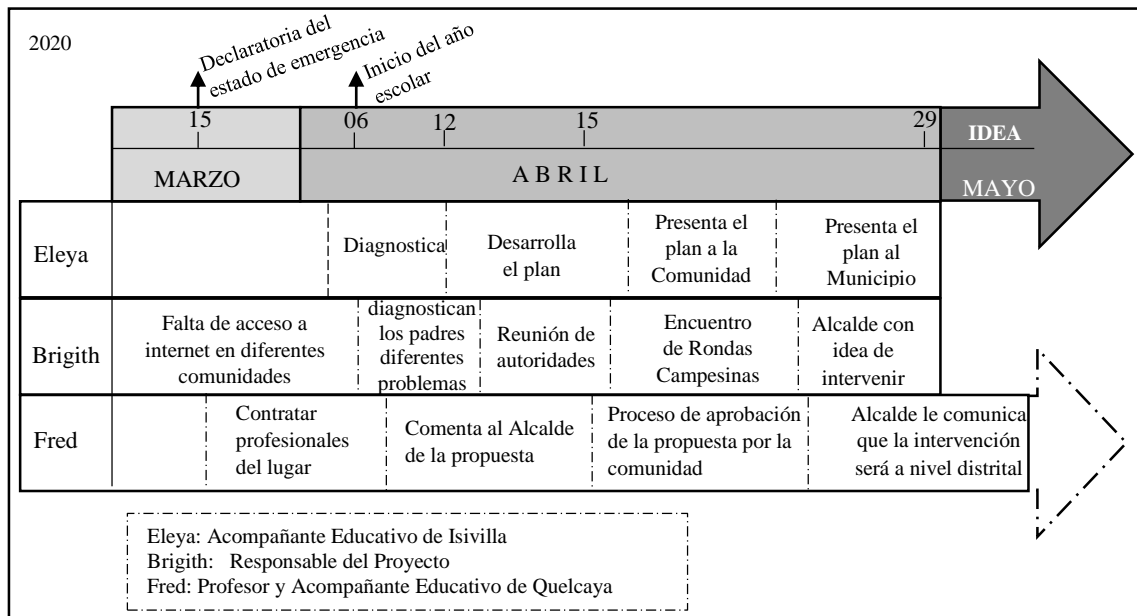 2020
Declaratoria del
estado de emergencia
Inicio del año
escolar
15
06
12
15
29
IDEA
MARZO
A B R I L
MAYO
Eleya
Diagnostica
Desarrolla
el plan
Presenta el
plan a la
Comunidad
Presenta el
plan al
Municipio
Brigith
Falta de acceso a
internet en diferentes
comunidades
diagnostican
los padres
diferentes
problemas
Reunión de
autoridades
Encuentro
de Rondas
Campesinas
Alcalde con
idea de
intervenir
Fred
Contratar
profesionales
del lugar
Comenta al Alcalde
de la propuesta
Proceso de aprobación
de la propuesta por la
comunidad
Alcalde le comunica
que la intervención
será a nivel distrital
Eleya: Acompañante Educativo de Isivilla
Brigith: Responsable del Proyecto
Fred: Profesor y Acompañante Educativo de Quelcaya